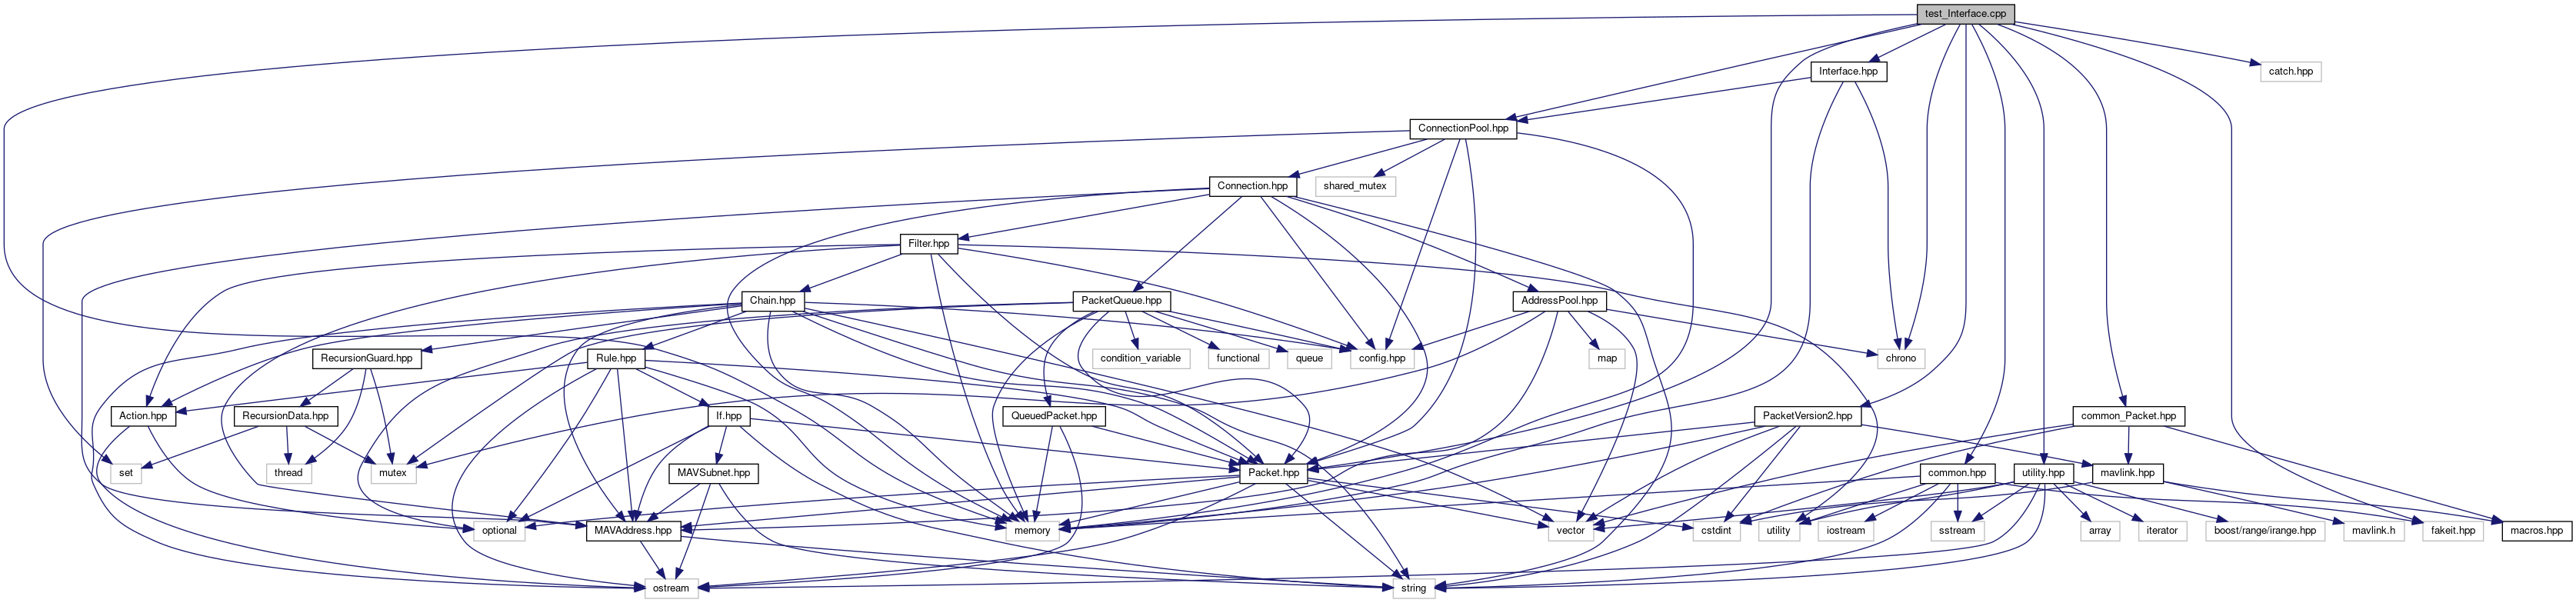 test_Interface.cpp
Interface.hpp
catch.hpp
ConnectionPool.hpp
Connection.hpp
shared_mutex
Filter.hpp
Chain.hpp
PacketQueue.hpp
AddressPool.hpp
RecursionGuard.hpp
Rule.hpp
condition_variable
functional
queue
config.hpp
map
chrono
Action.hpp
RecursionData.hpp
If.hpp
QueuedPacket.hpp
PacketVersion2.hpp
common_Packet.hpp
set
thread
mutex
MAVSubnet.hpp
Packet.hpp
common.hpp
utility.hpp
mavlink.hpp
optional
MAVAddress.hpp
memory
vector
cstdint
utility
iostream
sstream
array
iterator
boost/range/irange.hpp
mavlink.h
fakeit.hpp
macros.hpp
ostream
string